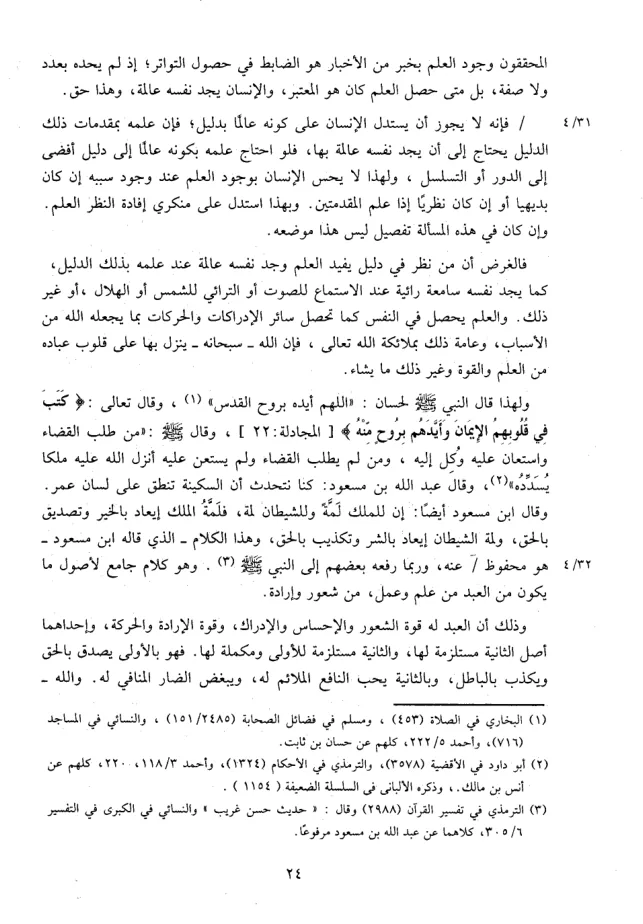 المحققون وجود العلم بخبر من الأخبار هو الضابط في حصول التواتر؛ إذ لم يحده بعدد
ولا صفة، بل متى حصل العلم كان هو المعتبر، والإنسان يجد نفسه عالمة، وهذا حق.
٤/٣١ / فإنه لا يجوز أن يستدل الإنسان على كونه عالمًا بدليل؛ فإن علمه بمقدمات ذلك
الدليل يحتاج إلى أن يجد نفسه عالمة بها، فلو احتاج علمه بكونه عالمًا إلى دليل أفضى
إلى الدور أو التسلسل ، ولهذا لا يحس الإنسان بوجود العلم عند وجود سببه إن كان
بديهيا أو إن كان نظريًا إذا علم المقدمتين. وبهذا استدل على منكري إفادة النظر العلم.
وإن كان في هذه المسألة تفصيل ليس هذا موضعه.
فالغرض أن من نظر في دليل يفيد العلم وجد نفسه عالمة عند علمه بذلك الدليل،
كما يجد نفسه سامعة رائية عند الاستماع للصوت أو الترائي للشمس أو الهلال ،أو غير
ذلك. والعلم يحصل في النفس كما تحصل سائر الإدراكات والحركات بما يجعله الله من
الأسباب، وعامة ذلك بملائكة الله تعالى ، فإن الله ـ سبحانه ـ ينزل بها على قلوب عباده
من العلم والقوة وغير ذلك ما يشاء.
ولهذا قال النبي ﷺ لحسان : «اللهم أيده بروح القدس» (١) ، وقال تعالى :﴿ كَتَبَ
فِي قُلُوبِهِمُ الإِيمَانَ وَأَيَّدَهُم بِرُوحٍ مِّنْهُ ﴾ [ المجادلة:٢٢ ] ، وقال ﷺ :«من طلب القضاء
واستعان عليه وُكل إليه ، ومن لم يطلب القضاء ولم يستعن عليه أنزل الله عليه ملكا
يُسَدِّدُه»(٢)، وقال عبد الله بن مسعود: كنا نتحدث أن السكينة تنطق على لسان عمر.
وقال ابن مسعود أيضًا: إن للملك لَمَّةٌ وللشيطان لمة، فلَمَّةُ الملك إيعاد بالخير وتصديق
بالحق، ولمة الشيطان إيعاد بالشر وتكذيب بالحق، وهذا الكلام ـ الذي قاله ابن مسعود ـ
٤/٣٢ هو محفوظ / عنه، وربما رفعه بعضهم إلى النبي ﷺ (٣) . وهو كلام جامع لأصول ما
يكون من العبد من علم وعمل، من شعور وإرادة.
وذلك أن العبد له قوة الشعور والإحساس والإدراك، وقوة الإرادة والحركة، وإحداهما
أصل الثانية مستلزمة لها، والثانية مستلزمة للأولى ومكملة لها. فهو بالأولى يصدق بالحق
ويكذب بالباطل، وبالثانية يحب النافع الملائم له، ويبغض الضار المنافي له. والله ـ
(١) البخاري في الصلاة (٤٥٣) ، ومسلم في فضائل الصحابة (١٥١/٢٤٨٥) ، والنسائي في المساجد
(٧١٦)، وأحمد ٢٢٢/٥، كلهم عن حسان بن ثابت.
(٢) أبو داود في الأقضية (٣٥٧٨)، والترمذي في الأحكام (١٣٢٤)، وأحمد ١١٨/٣، ٢٢٠، كلهم عن
أنس بن مالك.، وذكره الألبانى فى السلسلة الضعيفة ( ١١٥٤ ) .
(٣) الترمذي في تفسير القرآن (٢٩٨٨) وقال : « حديث حسن غريب » والنسائي في الكبرى في التفسير
٣٠٥/٦، كلاهما عن عبد الله بن مسعود مرفوعًا.
٢٤